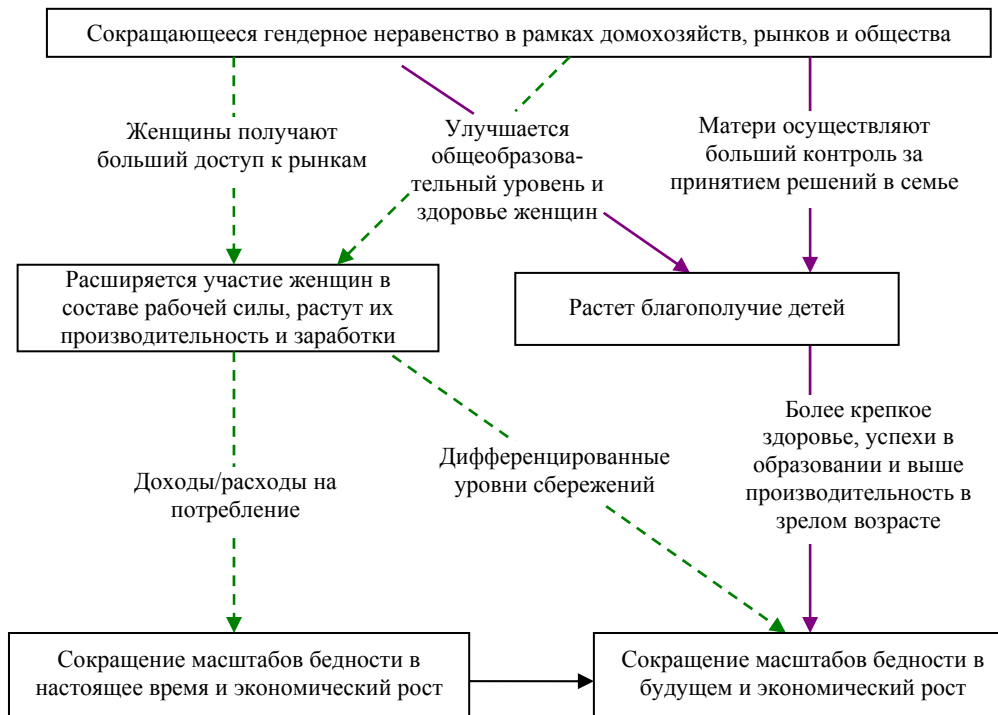 Сокращающееся гендерное неравенство в рамках домохозяйств, рынков и общества
Женщины получают
больший доступ к рынкам
Улучшается
общеобразова-
тельный уровень и
здоровье женщин
Матери осуществляют
больший контроль за
принятием решений в семье
Расширяется участие женщин в
составе рабочей силы, растут их
производительность и заработки
Растет благополучие детей
Доходы/расходы на
потребление
Дифференцированные
уровни сбережений
Более крепкое
здоровье, успехи в
образовании и выше
производительность в
зрелом возрасте
Сокращение масштабов бедности в
настоящее время и экономический рост
Сокращение масштабов бедности в
будущем и экономический рост